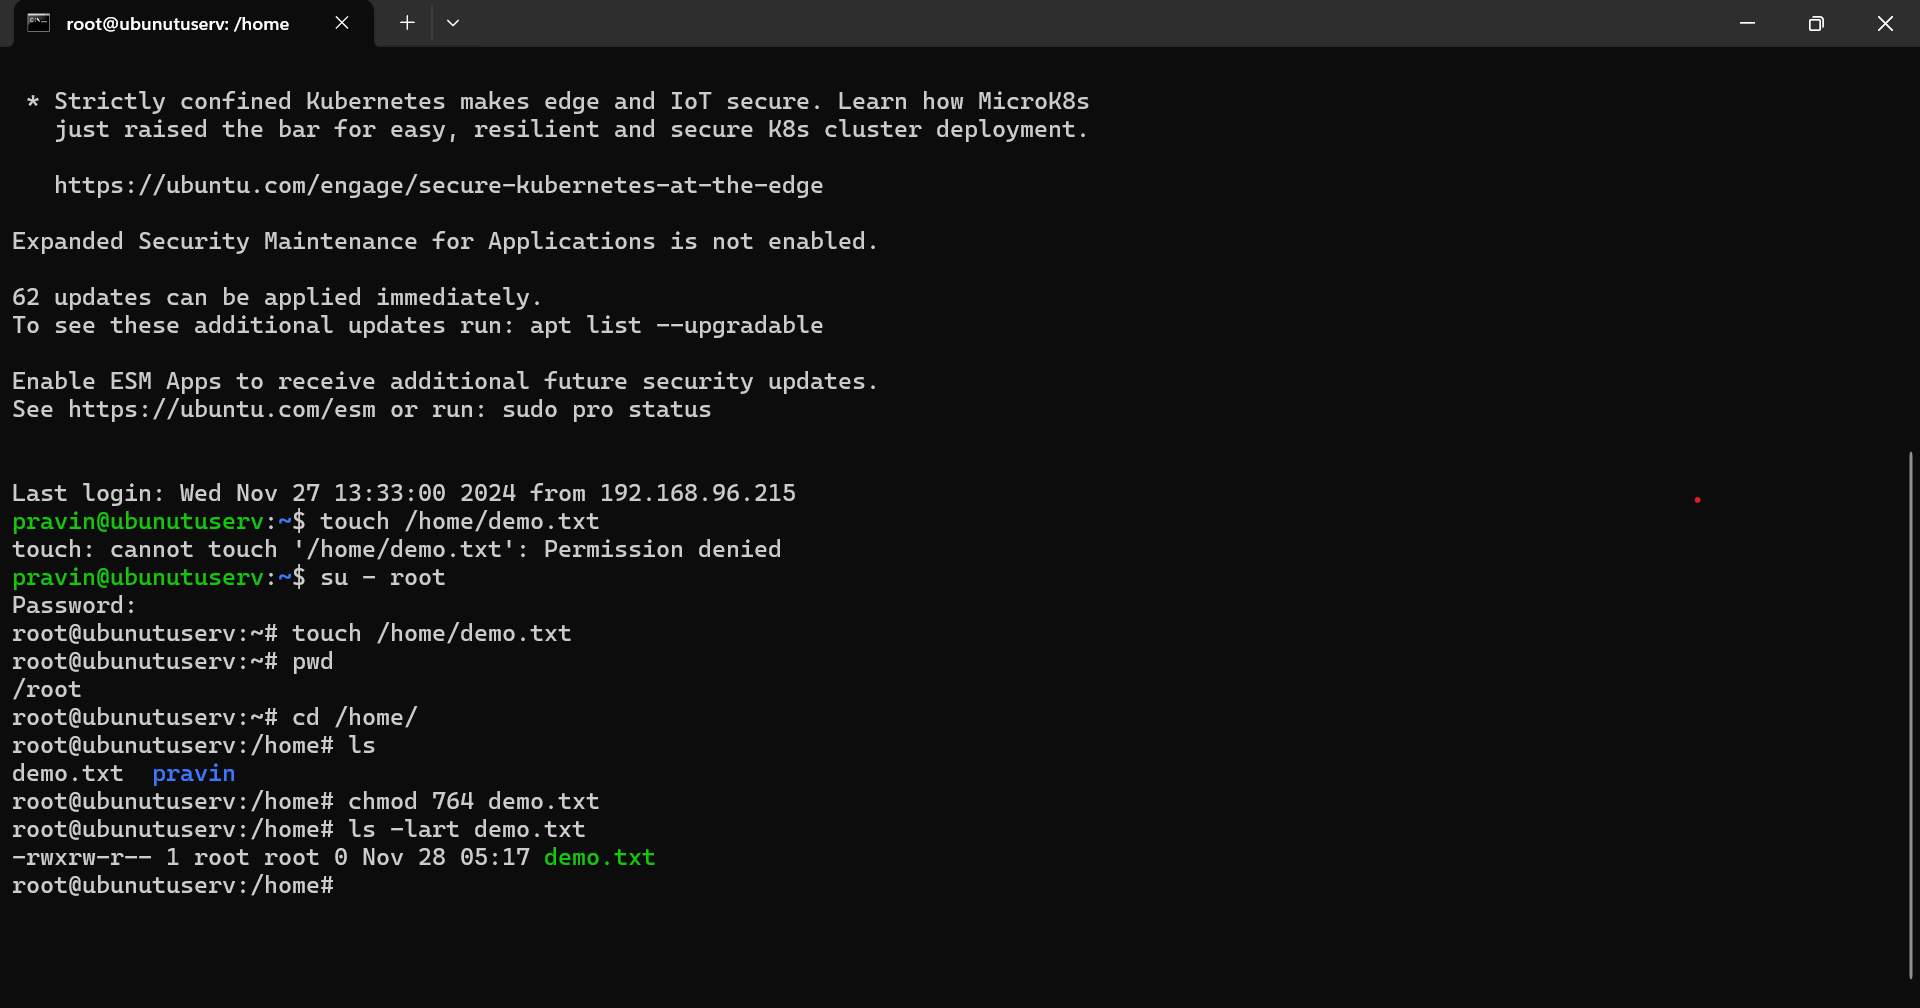 root@ubunutuserv: /home
* Strictly confined Kubernetes makes edge and IoT secure. Learn how MicroK8s
just raised the bar for easy, resilient and secure K8s cluster deployment.
https://ubuntu.com/engage/secure-kubernetes-at-the-edge
Expanded Security Maintenance for Applications is not enabled.
62 updates can be applied immediately.
To see these additional updates run: apt list --upgradable
Enable ESM Apps to receive additional future security updates.
See https://ubuntu.com/esm or run: sudo pro status
Last login: Wed Nov 27 13:33:00 2024 from 192.168.96.215
pravin@ubunutuserv:~$ touch /home/demo.txt
touch: cannot touch '/home/demo.txt': Permission denied
pravin@ubunutuserv:~$ su - root
Password:
root@ubunutuserv:~# touch /home/demo.txt
root@ubunutuserv:~# pwd
/root
root@ubunutuserv:~# cd /home/
root@ubunutuserv:/home# ls
demo.txt  pravin
root@ubunutuserv:/home# chmod 764 demo.txt
root@ubunutuserv:/home# ls -lart demo.txt
-rwxrw-r-- 1 root root 0 Nov 28 05:17 demo.txt
root@ubunutuserv:/home#